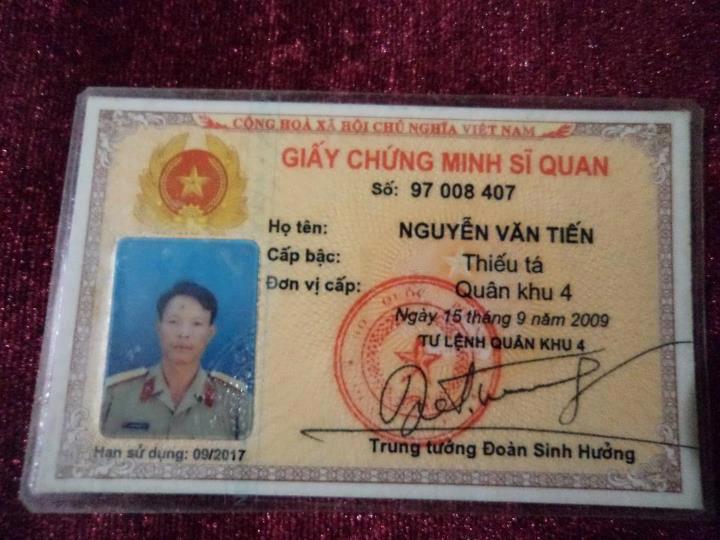 CỘNG HOÀ XÃ HỘI CHỦ NGHĨA VIỆT NAM
GIẤY CHỨNG MINH SĨ QUAN
Số: 97 008 407
Họ tên: NGUYỄN VĂN TIẾN
Cấp bậc: Thiếu tá
Đơn vị cấp: Quân khu 4
Ngày 15 tháng 9 năm 2009
TƯ LỆNH QUÂN KHU 4
Trung tướng Đoàn Sinh Hưởng
Hạn sử dụng: 09/2017